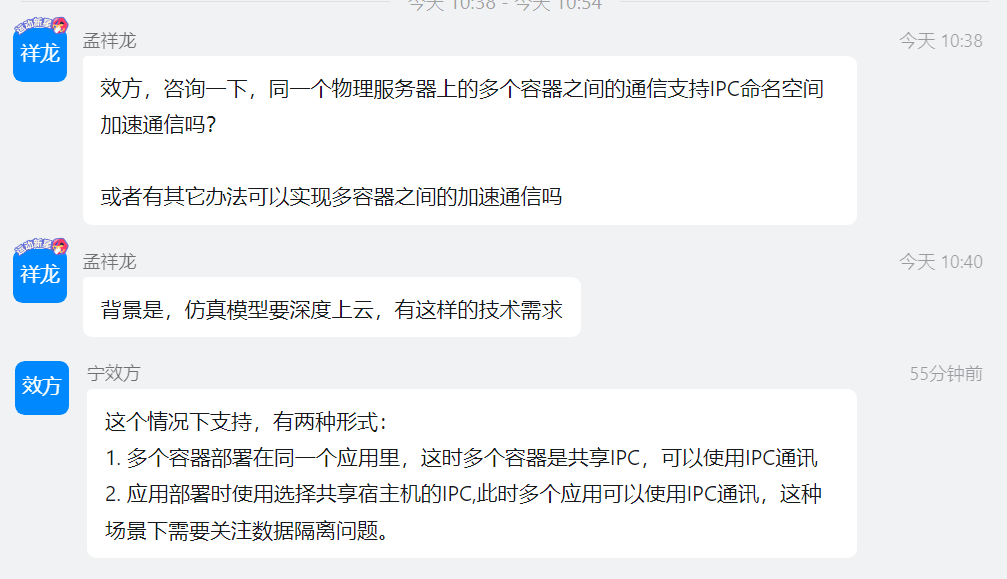 今天 10:38 - 今天 10:54
运动新星
祥龙
孟祥龙
今天 10:38
效方，咨询一下，同一个物理服务器上的多个容器之间的通信支持IPC命名空间
加速通信吗？
或者有其它办法可以实现多容器之间的加速通信吗
运动新星
祥龙
孟祥龙
今天 10:40
背景是，仿真模型要深度上云，有这样的技术需求
效方
宁效方
55分钟前
这个情况下支持，有两种形式：
1. 多个容器部署在同一个应用里，这时多个容器是共享IPC，可以使用IPC通讯
2. 应用部署时使用选择共享宿主机的IPC,此时多个应用可以使用IPC通讯，这种
场景下需要关注数据隔离问题。